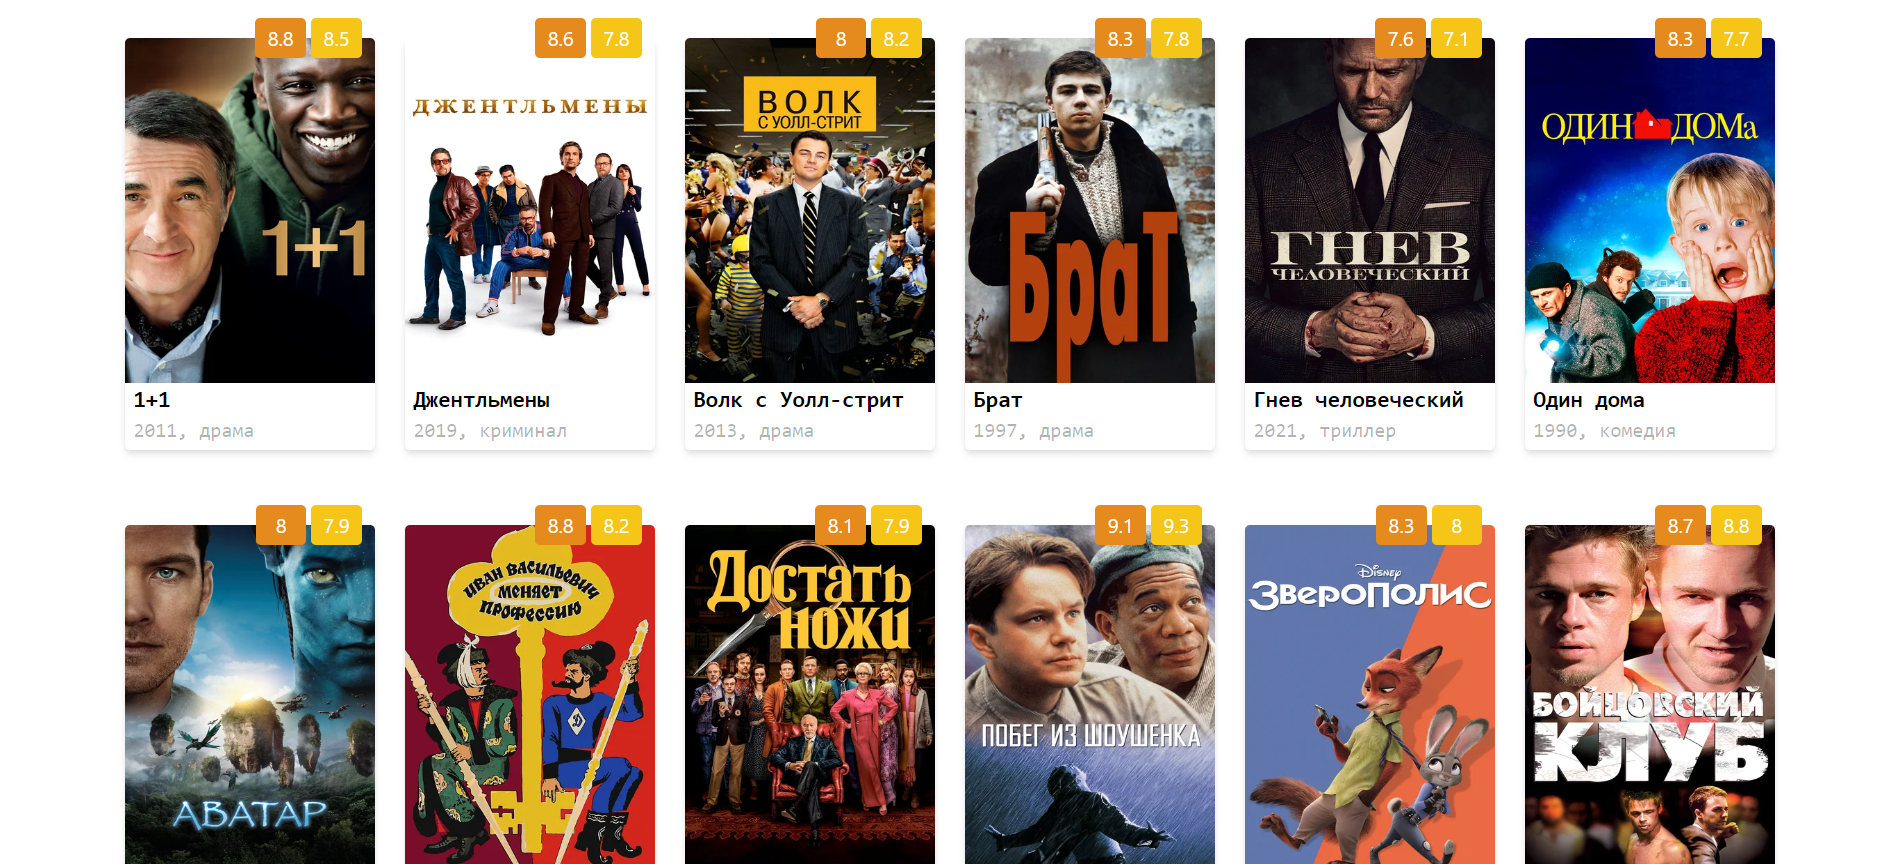 8.8 8.5
1+1
1+1
2011, драма
8.6 7.8
ДЖЕНТЛЬМЕНЫ
Джентльмены
2019, криминал
8 8.2
ВОЛК
С УОЛЛ-СТРИТ
Волк с Уолл-стрит
2013, драма
8.3 7.8
БраТ
Брат
1997, драма
7.6 7.1
ГНЕВ
ЧЕЛОВЕЧЕСКИЙ
Гнев человеческий
2021, триллер
8.3 7.7
ОДИН ДОМа
Один дома
1990, комедия
8 7.9
АВАТАР
8.8 8.2
ИВАН ВАСИЛЬЕВИЧ
МЕНЯЕТ
ПРОФЕССИЮ
8.1 7.9
Достать
ножи
9.1 9.3
ПОБЕГ ИЗ ШОУШЕНКА
8.3 8
Disney
ЗВЕРОПОЛИС
8.7 8.8
БОЙЦОВСКИЙ
КЛУБ